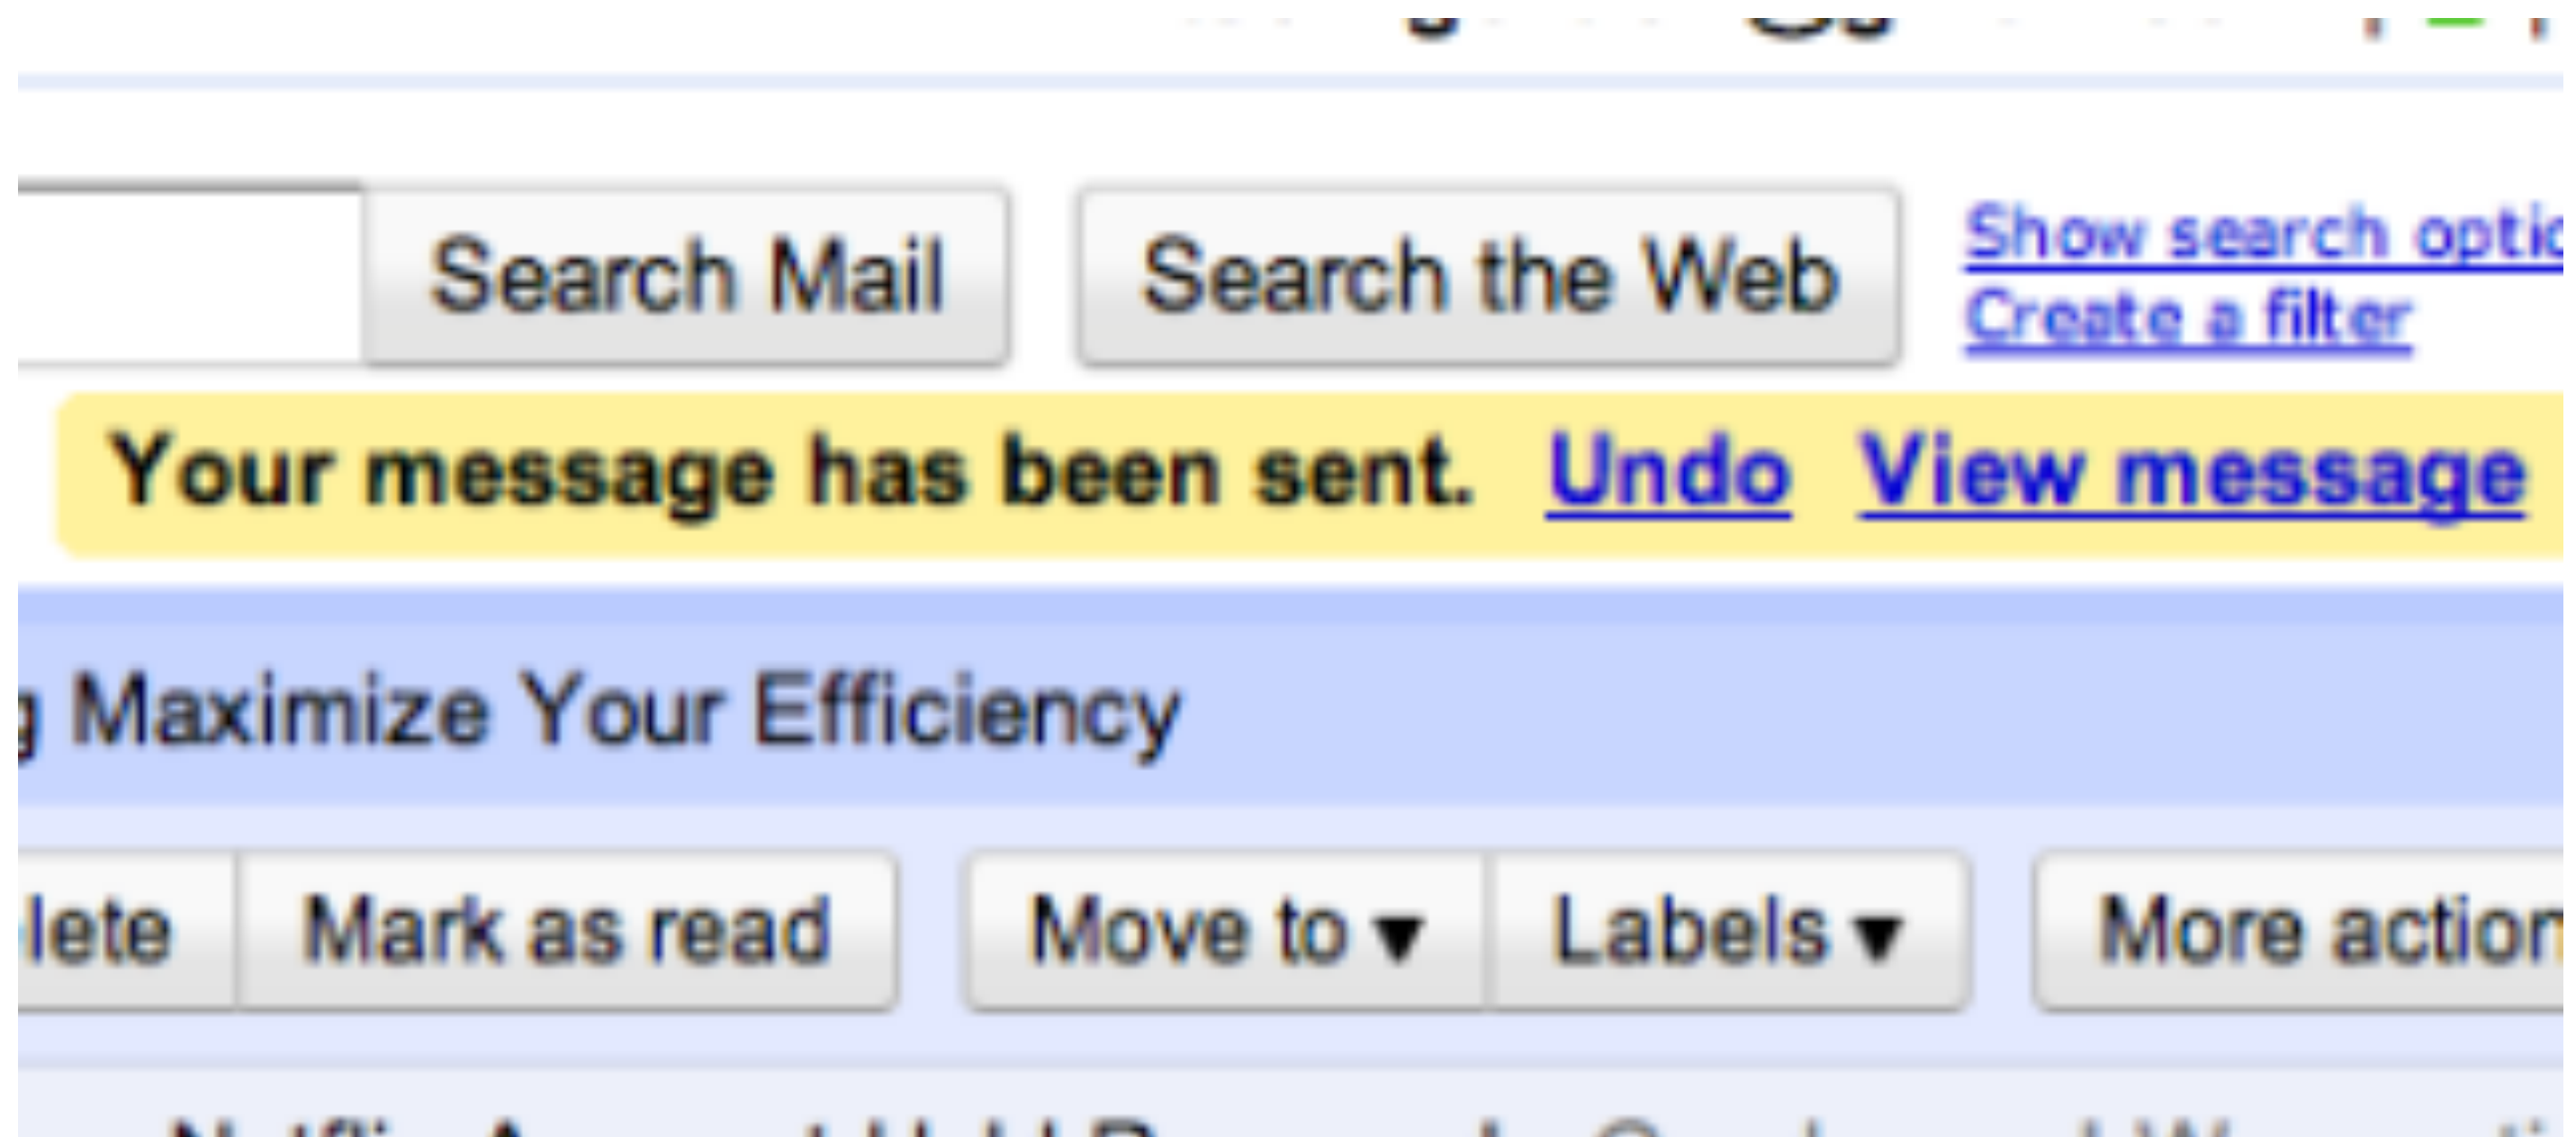 Search Mail Search the Web Show search optio
Create a filter
Your message has been sent. Undo View message
g Maximize Your Efficiency
lete Mark as read Move to ▼ Labels ▼ More action